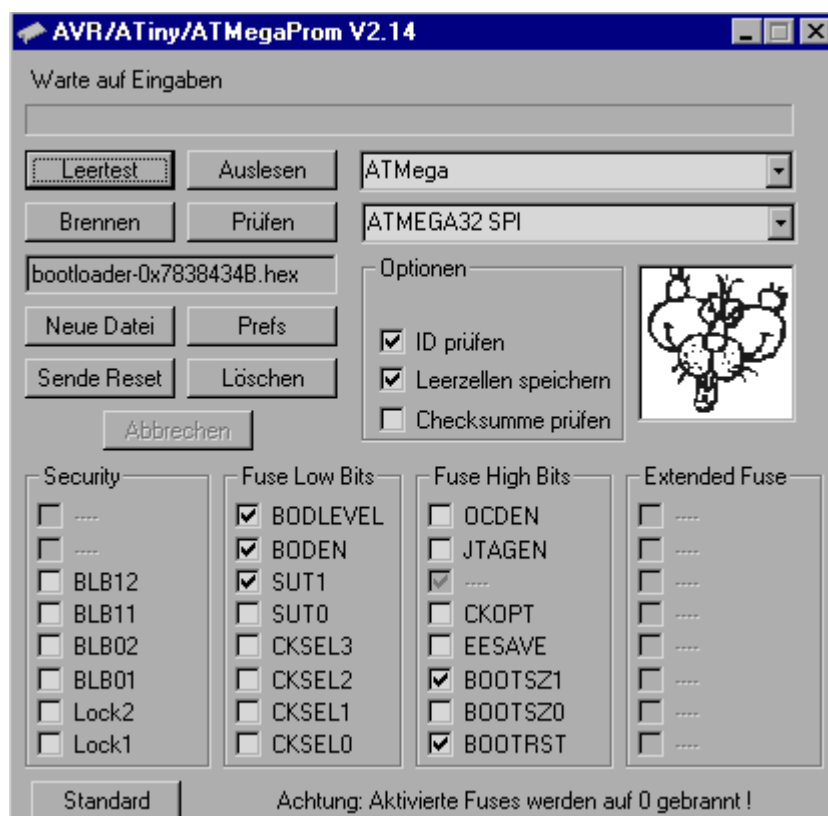 AVR/ATiny/ATMegaProm V2.14
Warte auf Eingaben
Leertest Auslesen ATMega
Brennen Prüfen ATMEGA32 SPI
bootloader-0x7838434B.hex
Optionen
Neue Datei Prefs
ID prüfen
Sende Reset Löschen
Leerzellen speichern
Abbrechen
Checksumme prüfen
Security
----
----
BLB12
BLB11
BLB02
BLB01
Lock2
Lock1
Fuse Low Bits
BODLEVEL
BODEN
SUT1
SUT0
CKSEL3
CKSEL2
CKSEL1
CKSEL0
Fuse High Bits
OCDEN
JTAGEN
----
CKOPT
EESAVE
BOOTSZ1
BOOTSZ0
BOOTRST
Extended Fuse
----
----
----
----
----
----
----
----
Standard
Achtung: Aktivierte Fuses werden auf 0 gebrannt !